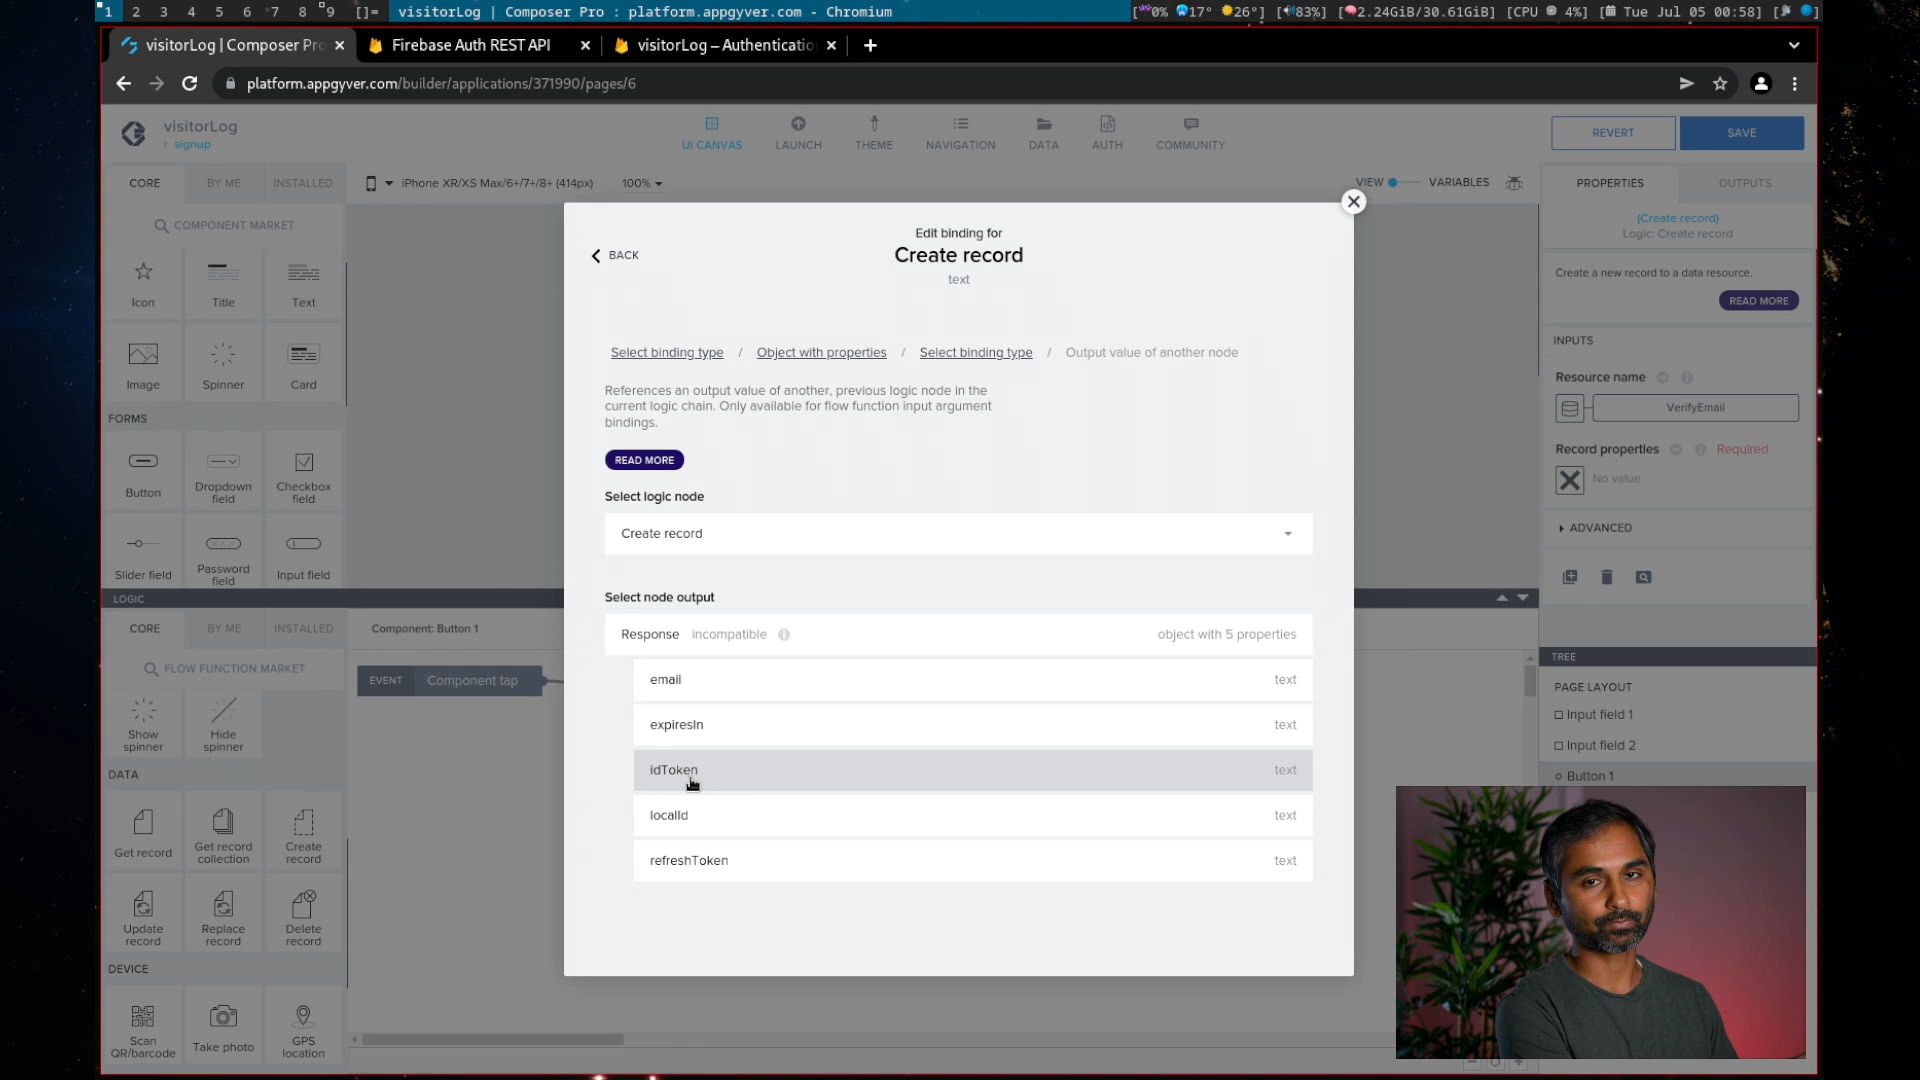 1 2 3 4 5 6 7 8 9 []= visitorLog | Composer Pro : platform.appgyver.com - Chromium
0% 17° 26°] [83%] [2.24GiB/30.61GiB] [CPU 4%] [Tue Jul 05 00:58]
visitorLog | Composer Pro
Firebase Auth REST API
visitorLog – Authenticatio
platform.appgyver.com/builder/applications/371990/pages/6
visitorLog
signup
UI CANVAS
LAUNCH
THEME
NAVIGATION
DATA
AUTH
COMMUNITY
REVERT
SAVE
CORE
BY ME
INSTALLED
iPhone XR/XS Max/6+/7+/8+ (414px)
100%
VIEW
VARIABLES
PROPERTIES
OUTPUTS
COMPONENT MARKET
Icon
Title
Text
Image
Spinner
Card
FORMS
Button
Dropdown
field
Checkbox
field
Slider field
Password
field
Input field
Edit binding for
BACK
Create record
text
Select binding type / Object with properties / Select binding type / Output value of another node
References an output value of another, previous logic node in the
current logic chain. Only available for flow function input argument
bindings.
READ MORE
Select logic node
Create record
Select node output
Response incompatible object with 5 properties
email text
expiresIn text
idToken text
localId text
refreshToken text
(Create record)
Logic: Create record
Create a new record to a data resource.
READ MORE
INPUTS
Resource name
VerifyEmail
Record properties Required
No value
ADVANCED
LOGIC
CORE
BY ME
INSTALLED
Component: Button 1
FLOW FUNCTION MARKET
EVENT Component tap
Show
spinner
Hide
spinner
DATA
Get record
Get record
collection
Create
record
Update
record
Replace
record
Delete
record
DEVICE
Scan
QR/barcode
Take photo
GPS
location
TREE
PAGE LAYOUT
Input field 1
Input field 2
Button 1